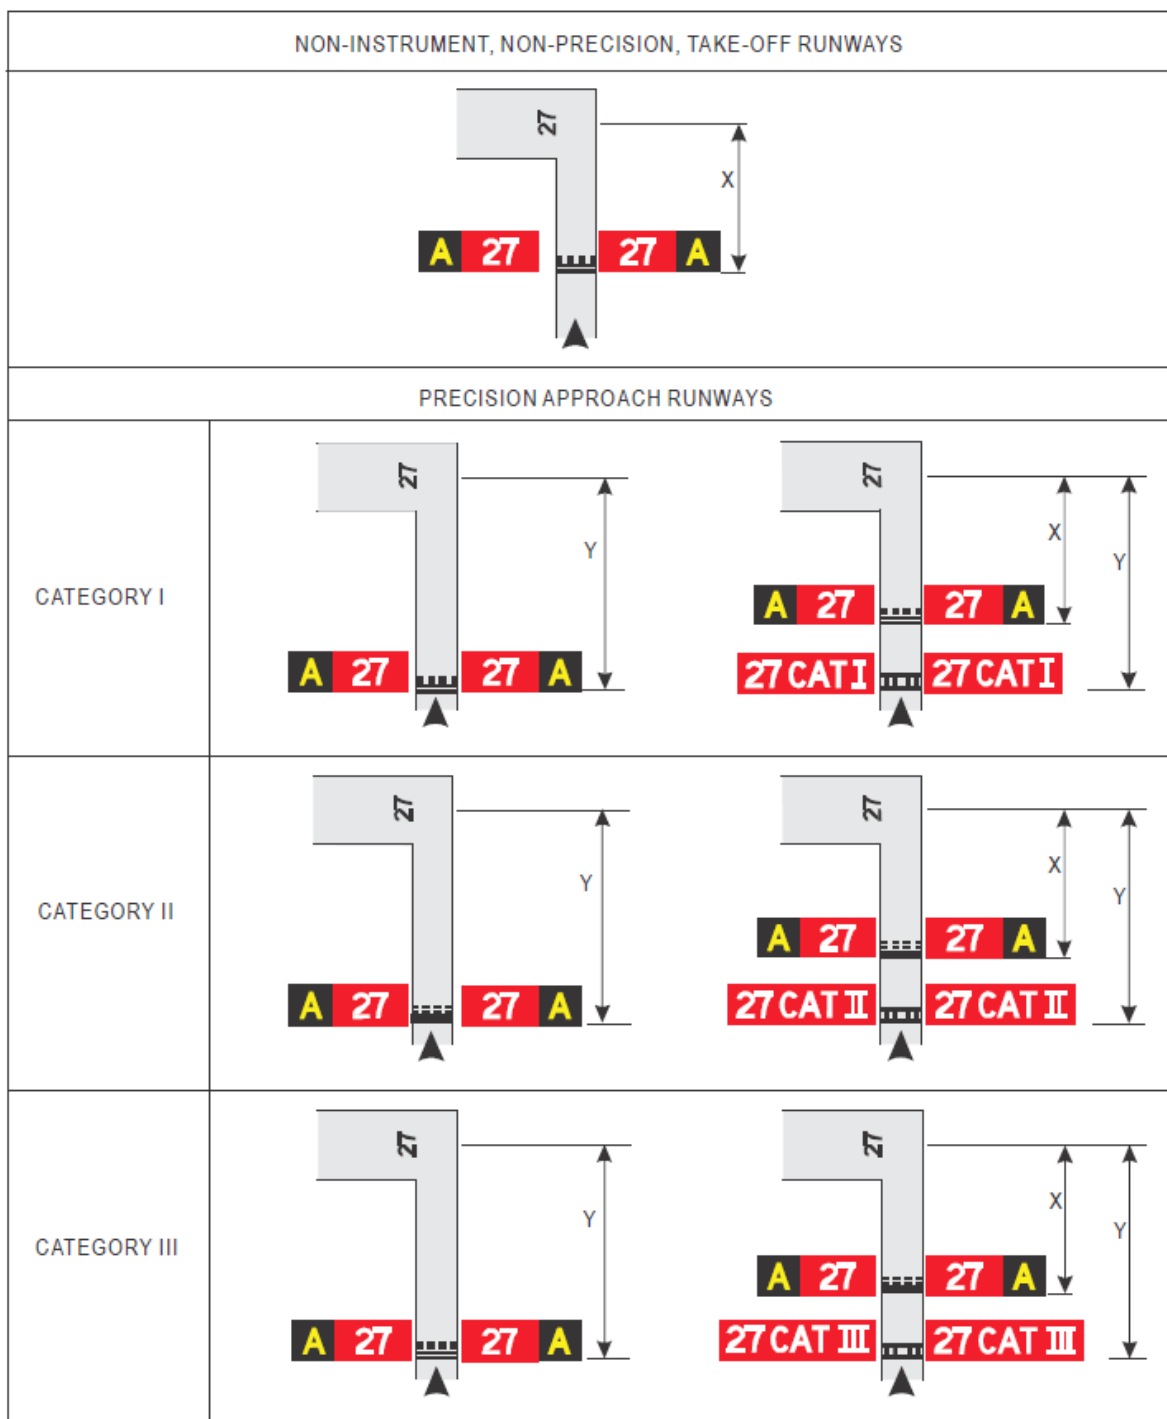 NON-INSTRUMENT, NON-PRECISION, TAKE-OFF RUNWAYS
27
X
A 27 27 A
PRECISION APPROACH RUNWAYS
CATEGORY I
27
Y
A 27 27 A
27
X
Y
A 27 27 A
27 CAT I 27 CAT I
CATEGORY II
27
Y
A 27 27 A
27
X
Y
A 27 27 A
27 CAT II 27 CAT II
CATEGORY III
27
Y
A 27 27 A
27
X
Y
A 27 27 A
27 CAT III 27 CAT III